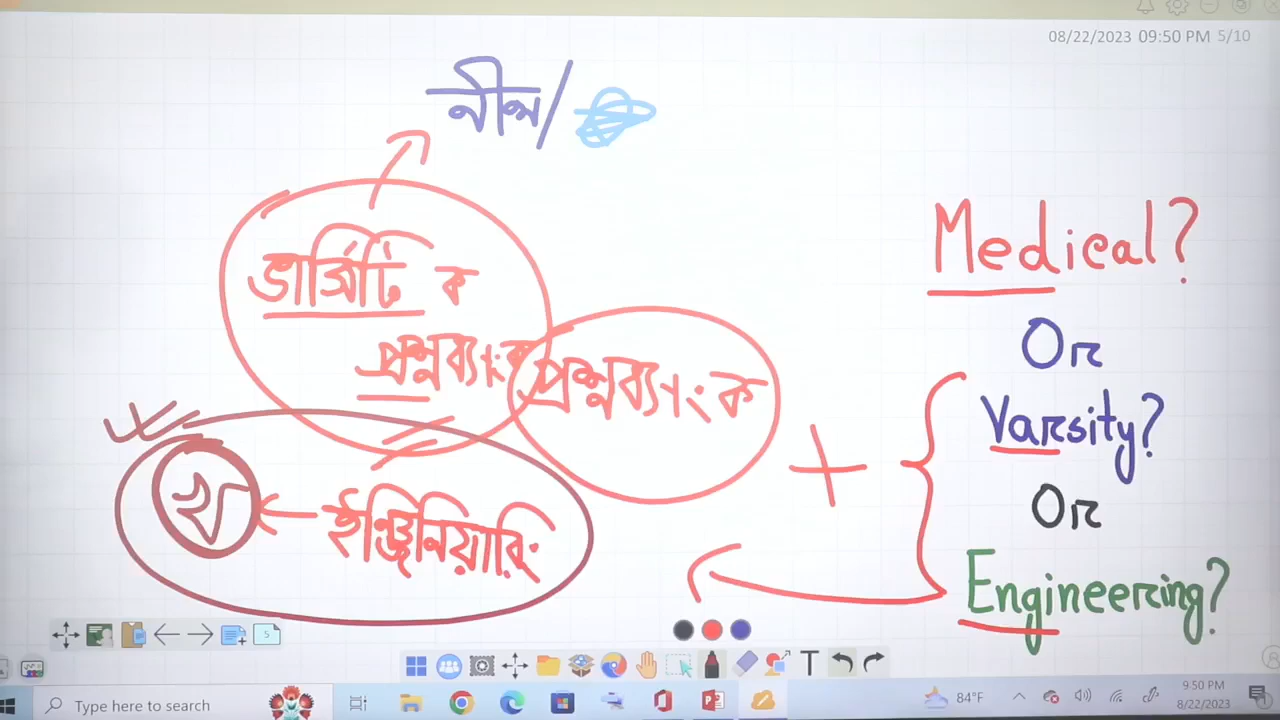 08/22/2023 09:50 PM 5/10
নীল/
ভার্সিটি ক
প্রশ্নব্যাংক
প্রশ্নব্যাংক
খ
ইঞ্জিনিয়ারিং
Medical?
Or
Varsity?
Or
Engineering?
5
T
Type here to search
84°F
9:50 PM
8/22/2023